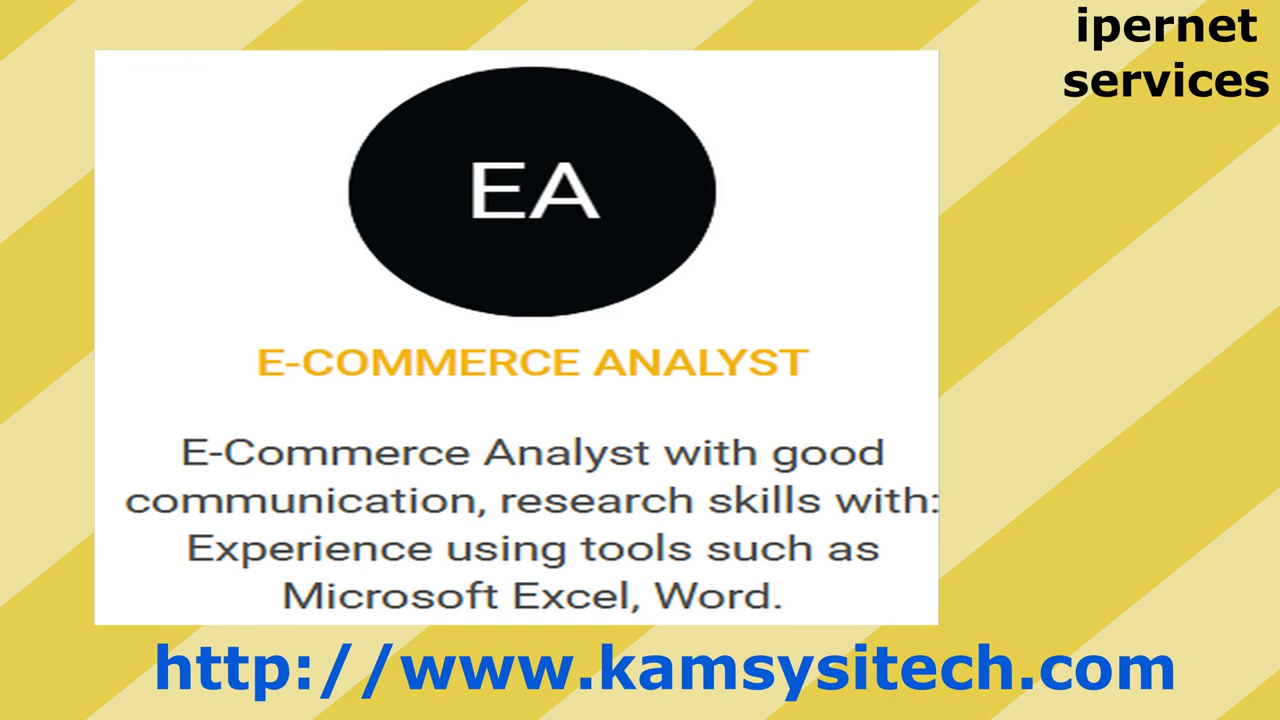 ipernet
services
EA
E-COMMERCE ANALYST
E-Commerce Analyst with good
communication, research skills with:
Experience using tools such as
Microsoft Excel, Word.
http://www.kamsysitech.com